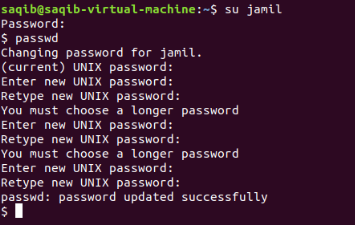 saqib@saqib-virtual-machine:~$ su jamil
Password:
$ passwd
Changing password for jamil.
(current) UNIX password:
Enter new UNIX password:
Retype new UNIX password:
You must choose a longer password
Enter new UNIX password:
Retype new UNIX password:
You must choose a longer password
Enter new UNIX password:
Retype new UNIX password:
passwd: password updated successfully
$